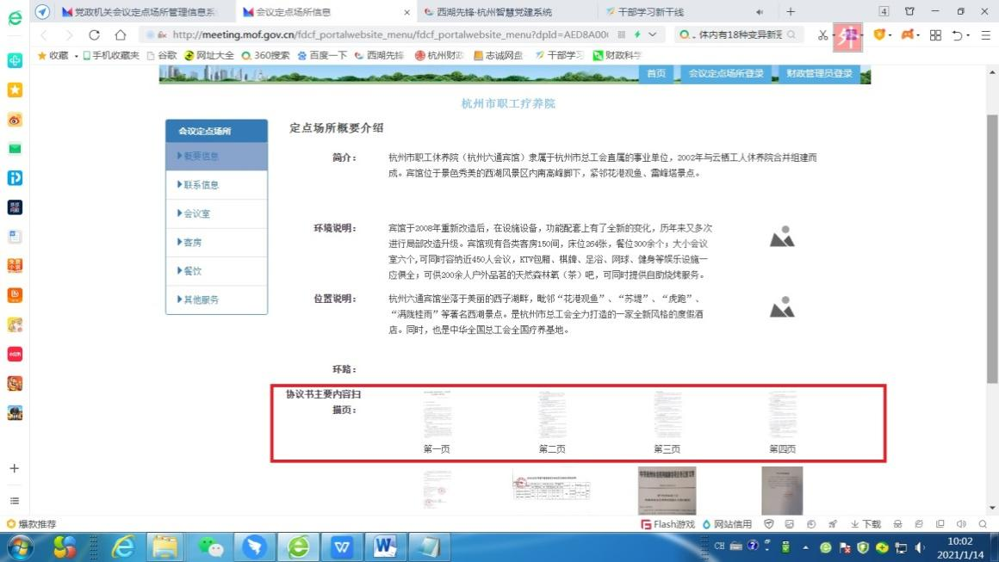 党政机关会议定点场所管理信息系
会议定点场所信息
西湖先锋·杭州智慧党建系统
干部学习新干线
4
http://meeting.mof.gov.cn/fdcf_portalwebsite_menu/fdcf_portalwebsite_menu?dpId=AED8A00
体内有18种变异新冠
收藏
手机收藏夹
谷歌
网址大全
360搜索
百度一下
西湖先锋
杭州财政
志诚网盘
干部学习
财政科学
首页
会议定点场所登录
财政管理员登录
杭州市职工疗养院
会议定点场所
概要信息
联系信息
会议室
客房
餐饮
其他服务
定点场所概要介绍
简介：
杭州市职工休养院（杭州六通宾馆）隶属于杭州市总工会直属的事业单位，2002年与云栖工人休养院合并组建而
成。宾馆位于景色秀美的西湖风景区内南高峰脚下，紧邻花港观鱼、雷峰塔景点。
环境说明：
宾馆于2008年重新改造后，在设施设备，功能配套上有了全新的变化，历年来又多次
进行局部改造升级。宾馆现有各类客房150间，床位264张，餐位300余个；大小会议
室六个,可同时容纳近450人会议，KTV包厢、棋牌、足浴、网球、健身等娱乐设施一
应俱全；可供200余人户外品茗的天然森林氧（茶）吧，可同时提供自助烧烤服务。
位置说明：
杭州六通宾馆坐落于美丽的西子湖畔，毗邻“花港观鱼”、“苏堤”、“虎跑”、
“满陇桂雨”等著名西湖景点。是杭州市总工会全力打造的一家全新风格的度假酒
店。同时，也是中华全国总工会全国疗养基地。
环路：
协议书主要内容扫
描页：
第一页
第二页
第三页
第四页
爆款推荐
Flash游戏
网站信用
下载
CH
10:02
2021/1/14